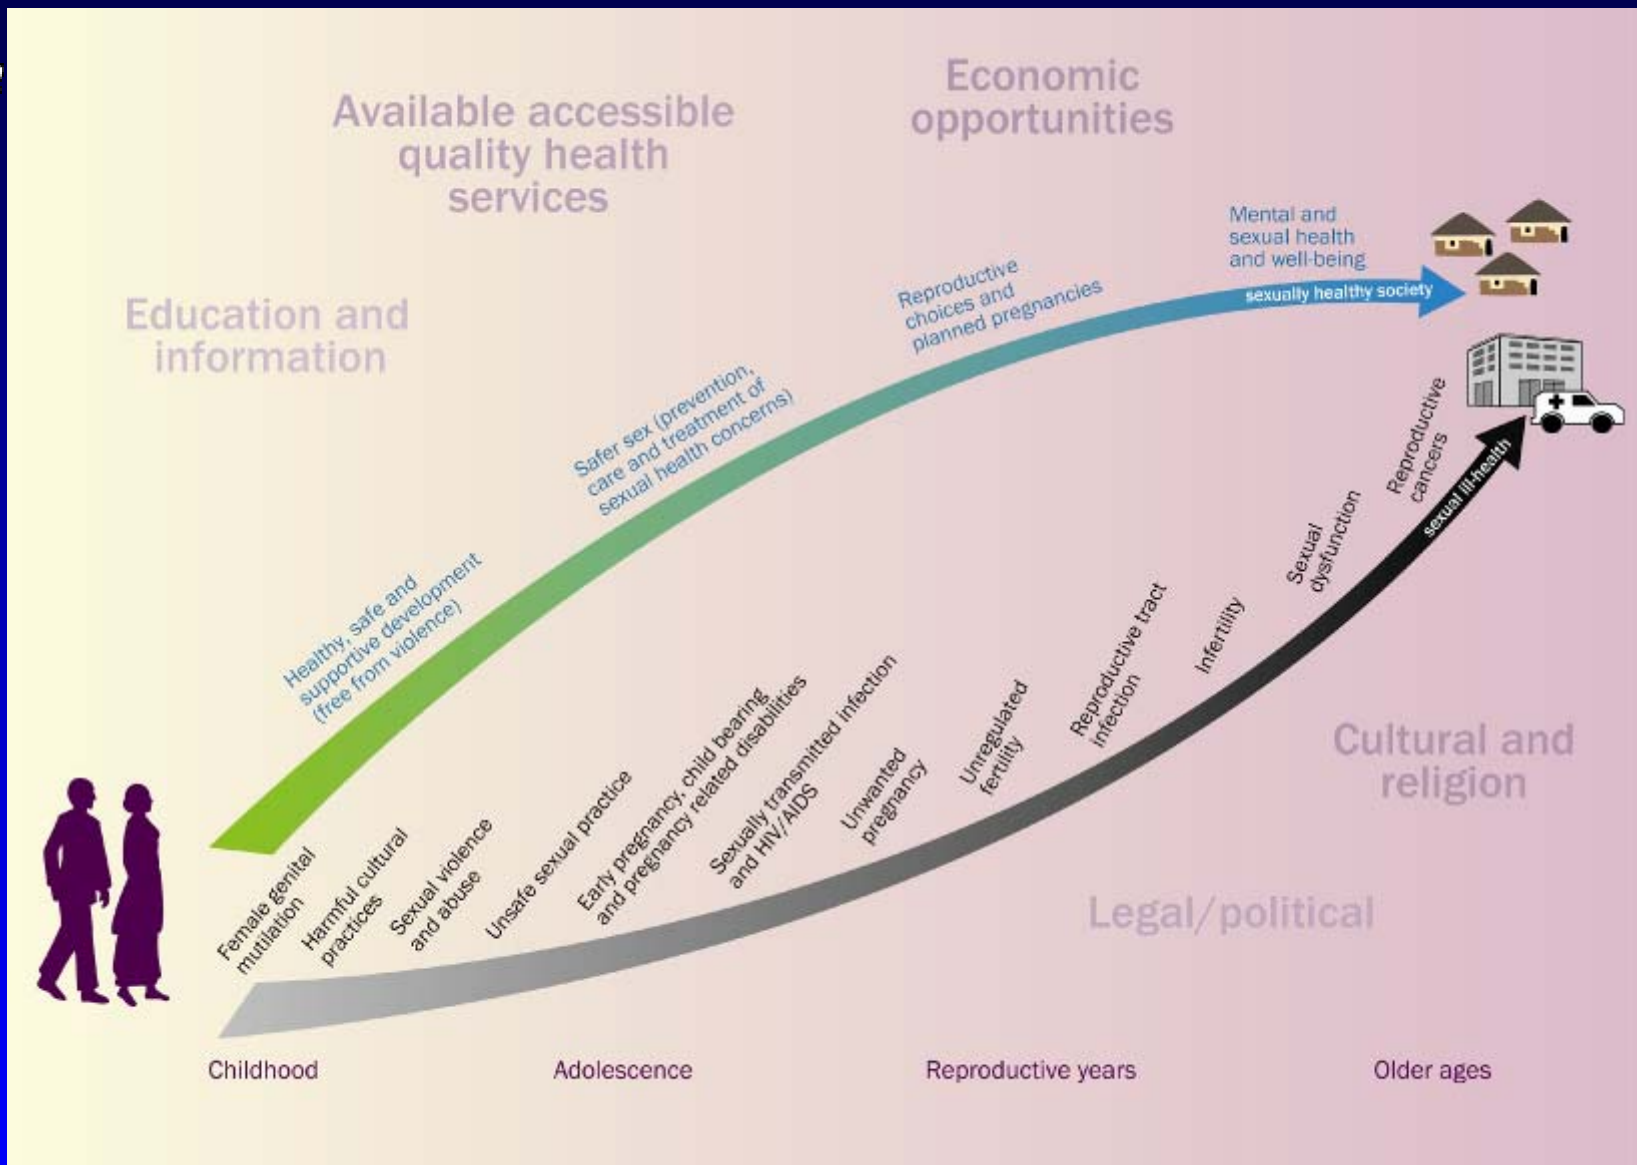 Economic
opportunities
Available accessible
quality health
services
Education and
information
Mental and
sexual health
and well-being
sexually healthy society
Reproductive
choices and
planned pregnancies
Safer sex (prevention,
care and treatment of
sexual health concerns)
Healthy, safe and
supportive development
(free from violence)
Female genital
mutilation
Harmful cultural
practices
Sexual violence
and abuse
Unsafe sexual practice
Early pregnancy, child bearing
and pregnancy related disabilities
Sexually transmitted infection
and HIV/AIDS
Unwanted
pregnancy
Unregulated
fertility
Reproductive tract
infection
Infertility
Sexual
dysfunction
Reproductive
cancers
sexual ill-health
Cultural and
religion
Legal/political
Childhood
Adolescence
Reproductive years
Older ages